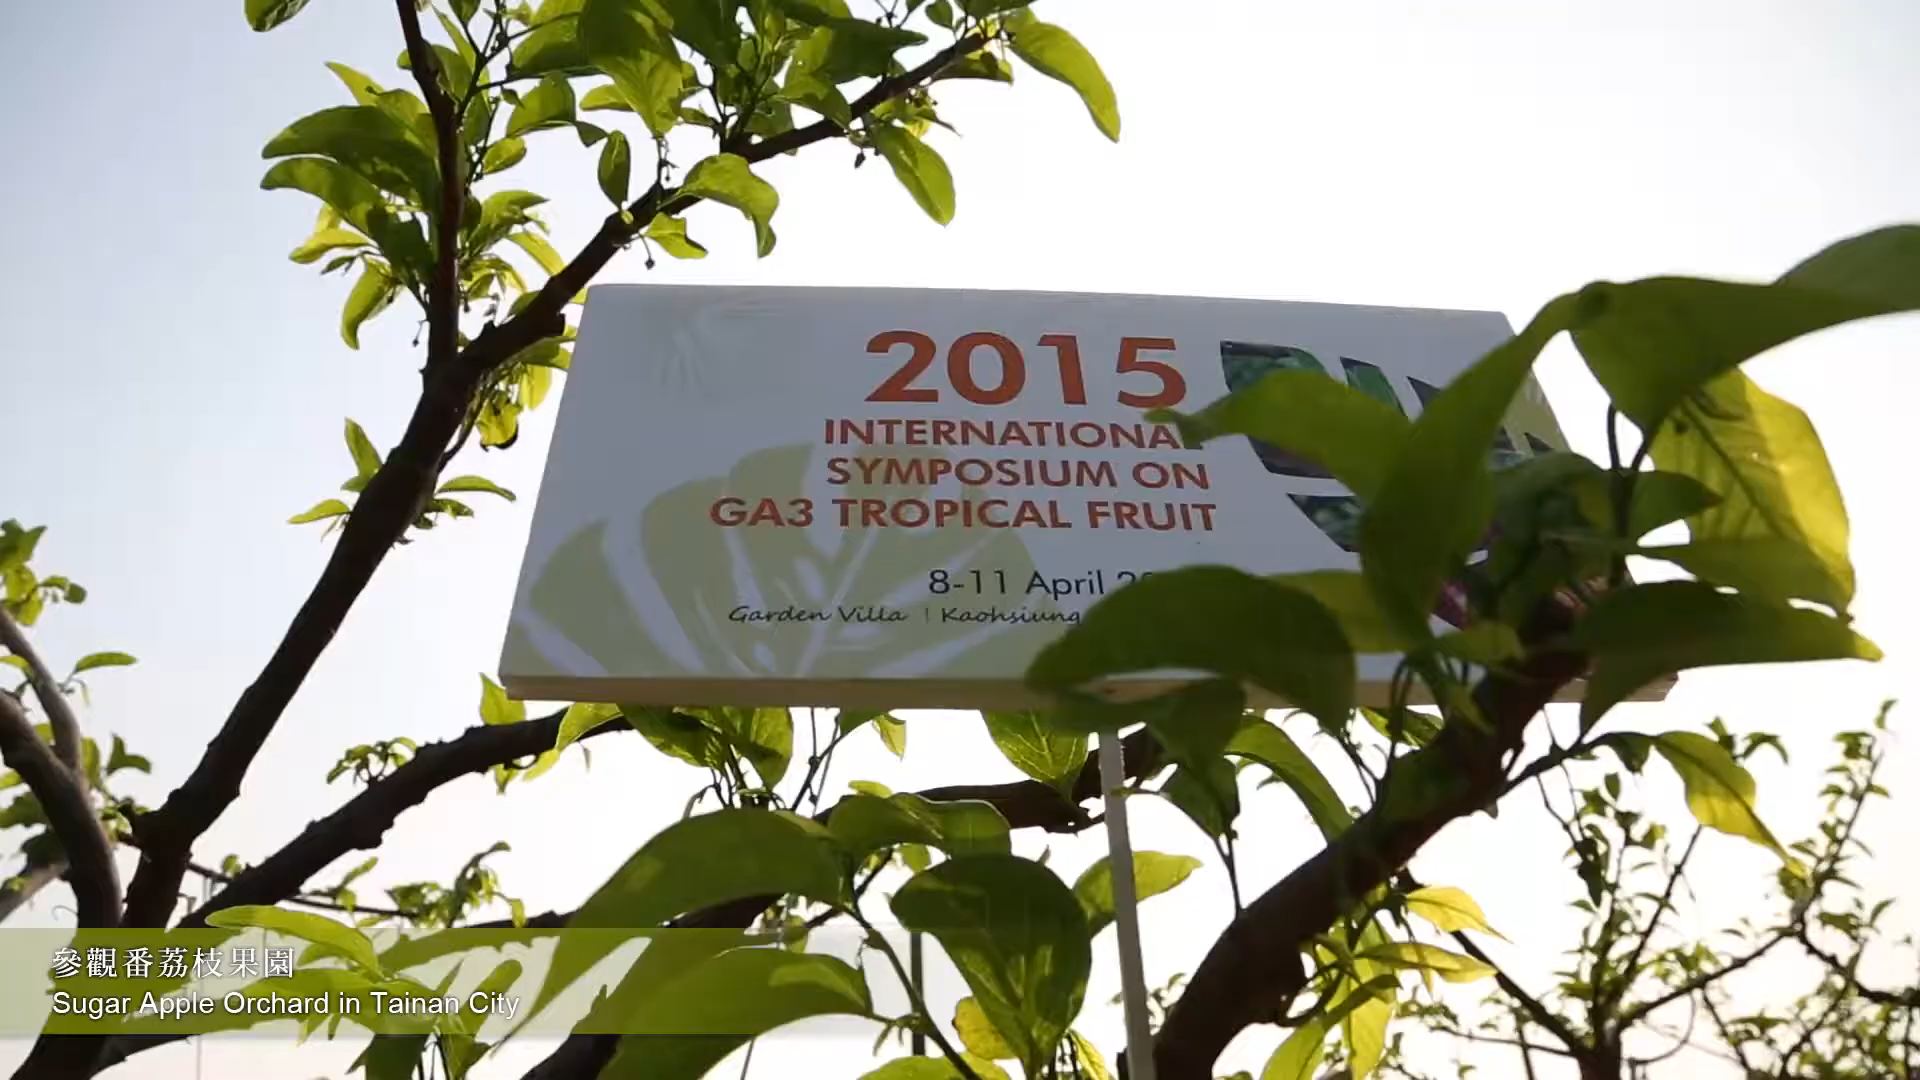 2015
INTERNATIONAL
SYMPOSIUM ON
GA3 TROPICAL FRUIT
8-11 April
Garden Villa | Kaohsiung
參觀番荔枝果園
Sugar Apple Orchard in Tainan City